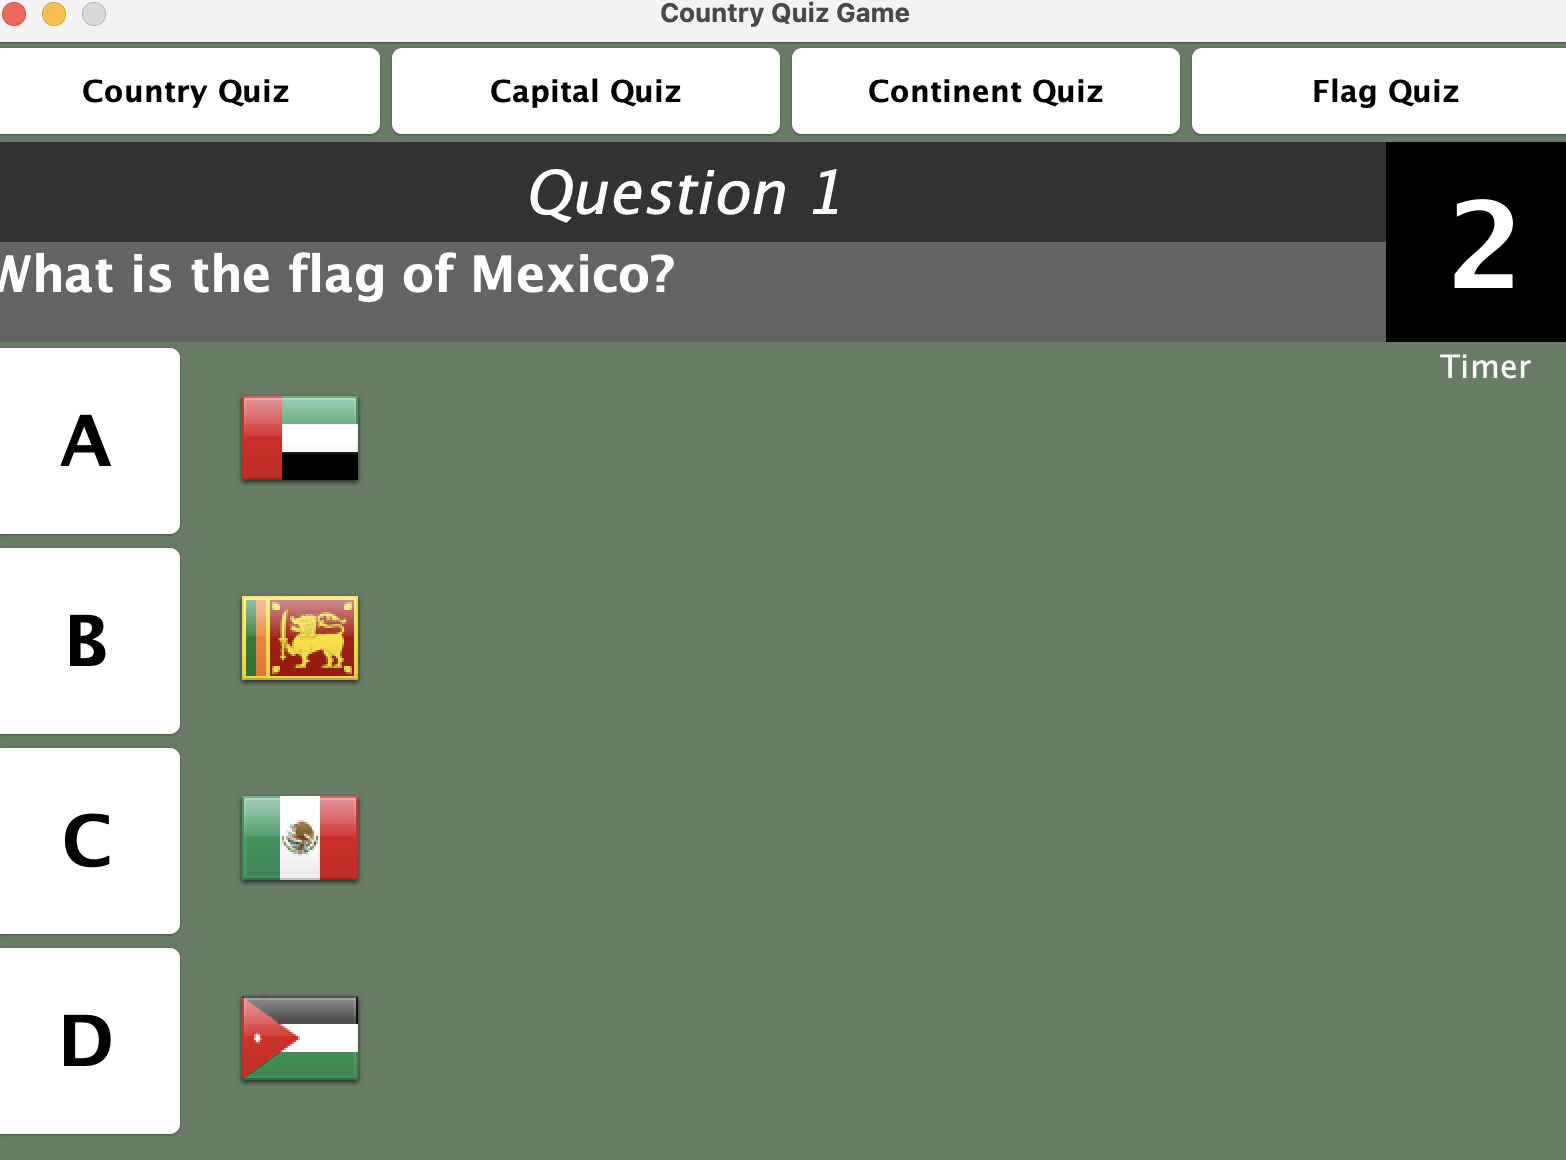 Country Quiz Game
Country Quiz
Capital Quiz
Continent Quiz
Flag Quiz
Question 1
What is the flag of Mexico?
2
Timer
A
B
C
D